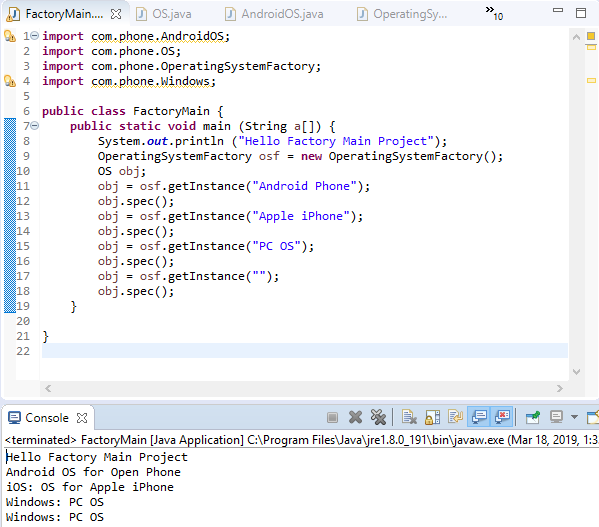 FactoryMain.... OS.java AndroidOS.java OperatingSy... »10
1 import com.phone.AndroidOS;
2 import com.phone.OS;
3 import com.phone.OperatingSystemFactory;
4 import com.phone.Windows;
5
6 public class FactoryMain {
7 public static void main (String a[]) {
8 System.out.println ("Hello Factory Main Project");
9 OperatingSystemFactory osf = new OperatingSystemFactory();
10 OS obj;
11 obj = osf.getInstance("Android Phone");
12 obj.spec();
13 obj = osf.getInstance("Apple iPhone");
14 obj.spec();
15 obj = osf.getInstance("PC OS");
16 obj.spec();
17 obj = osf.getInstance("");
18 obj.spec();
19 }
20
21 }
22
Console
<terminated> FactoryMain [Java Application] C:\Program Files\Java\jre1.8.0_191\bin\javaw.exe (Mar 18, 2019, 1:3
Hello Factory Main Project
Android OS for Open Phone
iOS: OS for Apple iPhone
Windows: PC OS
Windows: PC OS